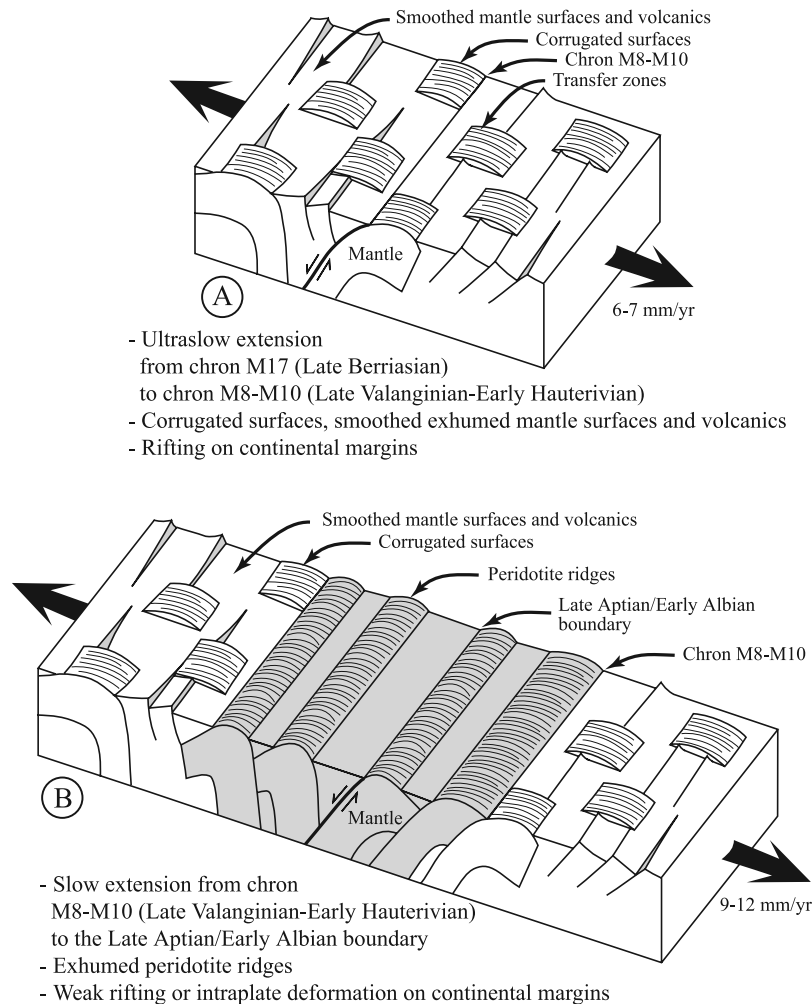 Smoothed mantle surfaces and volcanics
Corrugated surfaces
Chron M8-M10
Transfer zones
Mantle
A
6-7 mm/yr
- Ultraslow extension
from chron M17 (Late Berriasian)
to chron M8-M10 (Late Valanginian-Early Hauterivian)
- Corrugated surfaces, smoothed exhumed mantle surfaces and volcanics
- Rifting on continental margins
Smoothed mantle surfaces and volcanics
Corrugated surfaces
Peridotite ridges
Late Aptian/Early Albian
boundary
Chron M8-M10
B
Mantle
9-12 mm/yr
- Slow extension from chron
M8-M10 (Late Valanginian-Early Hauterivian)
to the Late Aptian/Early Albian boundary
- Exhumed peridotite ridges
- Weak rifting or intraplate deformation on continental margins